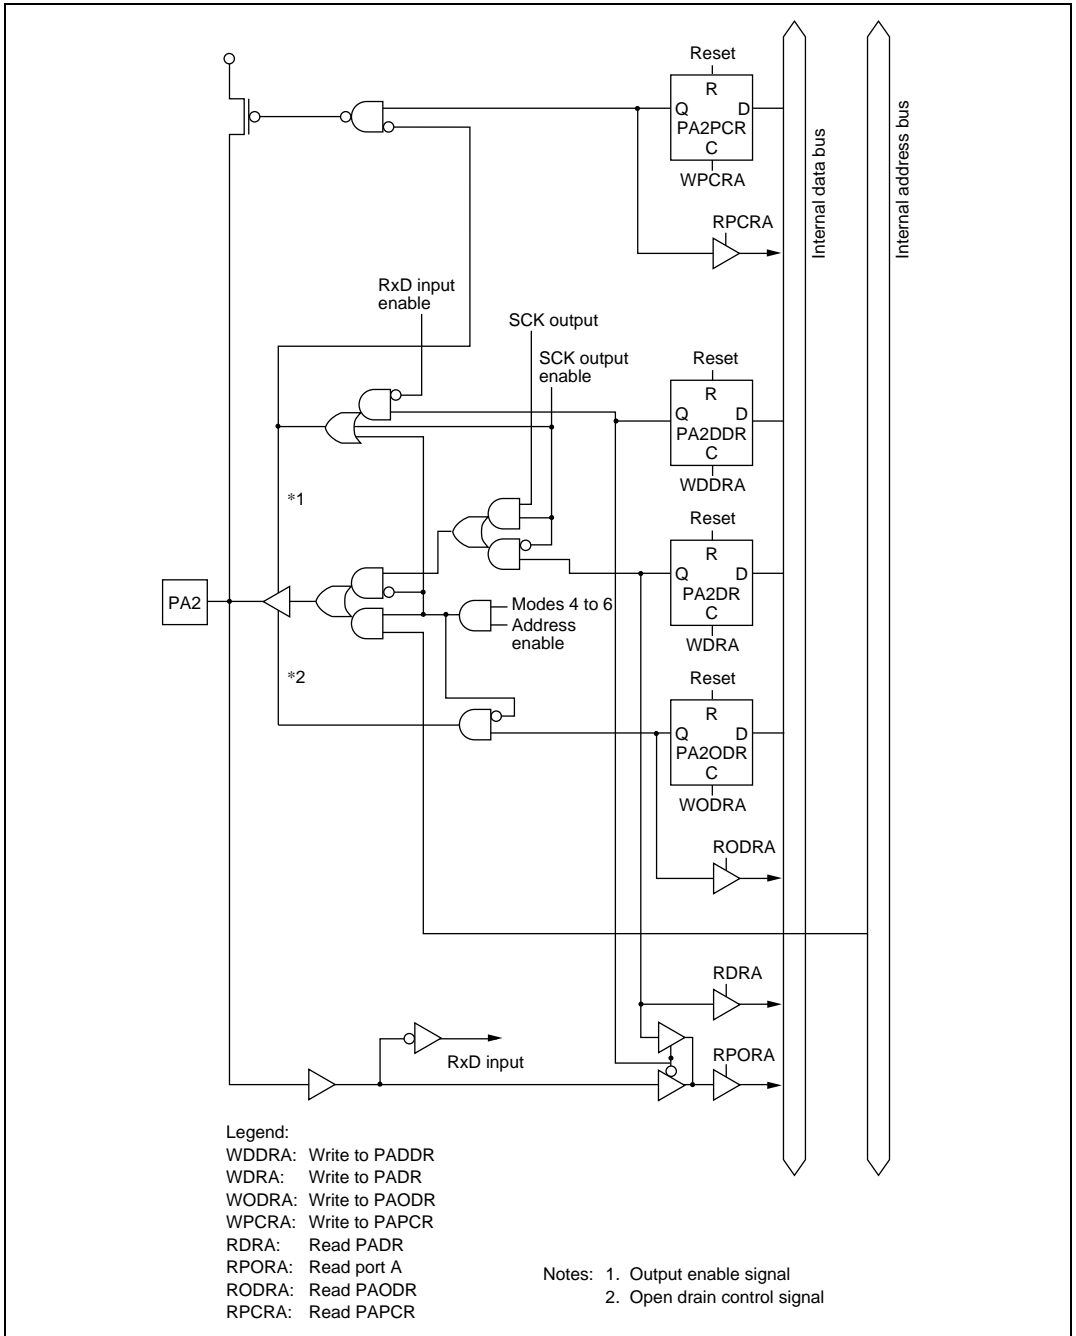 Reset
R
Q D
PA2PCR
C
WPCRA
RPCRA
Internal data bus
Internal address bus
RxD input
enable
SCK output
SCK output
enable
Reset
R
Q D
PA2DDR
C
WDDRA
*1
Reset
R
Q D
PA2DR
C
WDRA
PA2
Modes 4 to 6
Address
enable
*2
Reset
R
Q D
PA2ODR
C
WODRA
RODRA
RDRA
RxD input
RPORA
Legend:
WDDRA: Write to PADDR
WDRA: Write to PADR
WODRA: Write to PAODR
WPCRA: Write to PAPCR
RDRA: Read PADR
RPORA: Read port A
RODRA: Read PAODR
RPCRA: Read PAPCR
Notes: 1. Output enable signal
2. Open drain control signal